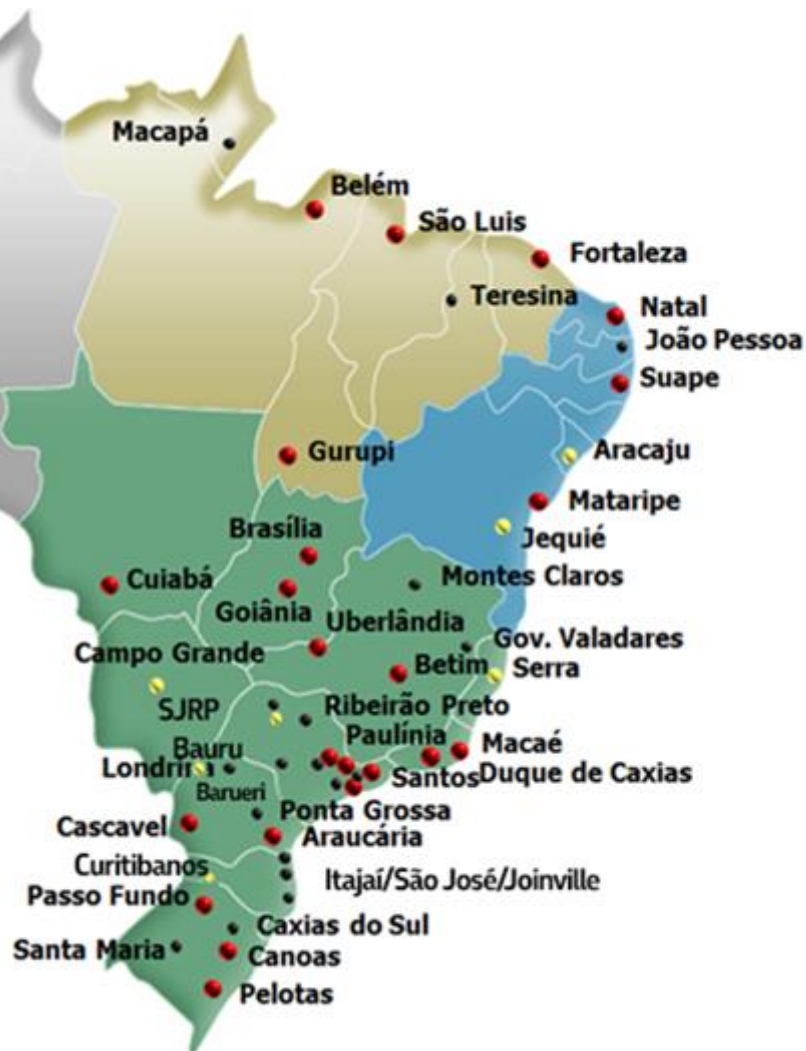 Macapá
Belém
São Luis
Fortaleza
Teresina
Natal
João Pessoa
Suape
Aracaju
Gurupi
Mataripe
Jequié
Brasília
Cuiabá
Montes Claros
Goiânia
Uberlândia
Gov. Valadares
Campo Grande
Betim
Serra
SJRP
Ribeirão Preto
Paulínia
Macaé
Bauru
Londrina
Santos
Duque de Caxias
Barueri
Ponta Grossa
Cascavel
Araucária
Curitibanos
Itajaí/São José/Joinville
Passo Fundo
Caxias do Sul
Santa Maria
Canoas
Pelotas